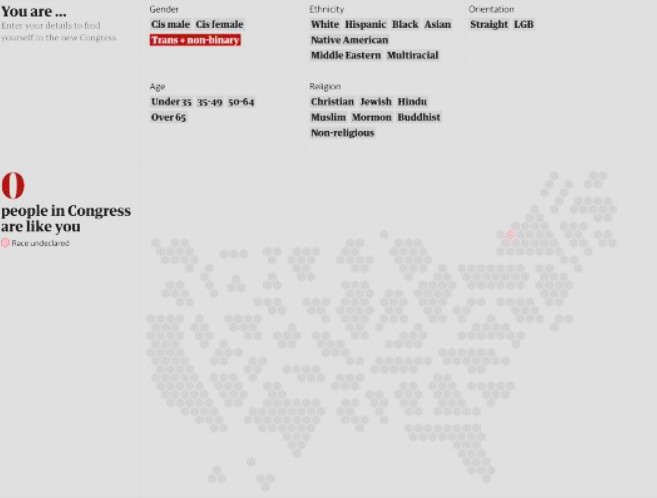 You are ...
Enter your details to find
yourself in the new Congress
Gender
Cis male Cis female
Trans + non-binary
Ethnicity
White Hispanic Black Asian
Native American
Middle Eastern Multiracial
Orientation
Straight LGB
Age
Under 35 35-49 50-64
Over 65
Religion
Christian Jewish Hindu
Muslim Mormon Buddhist
Non-religious
0
people in Congress
are like you
Race undeclared